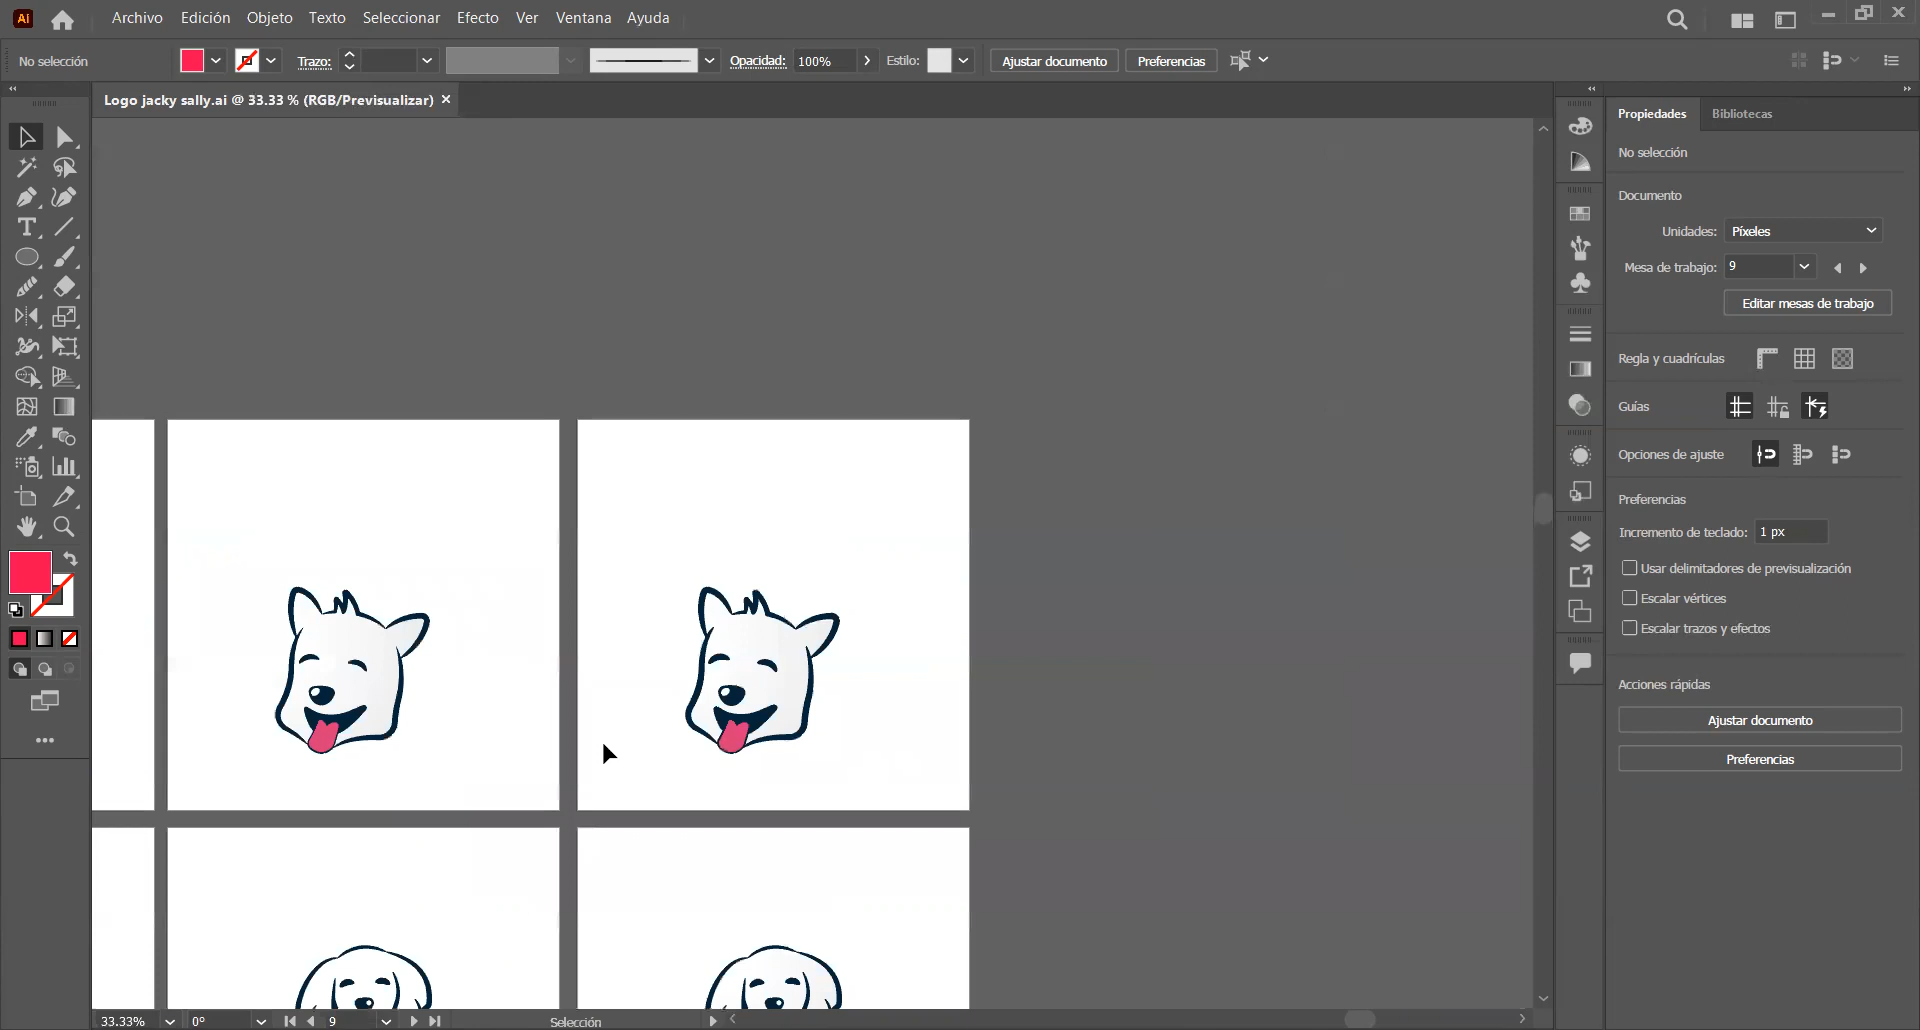 Ai
Archivo Edición Objeto Texto Seleccionar Efecto Ver Ventana Ayuda
No selección Trazo: Opacidad: 100% Estilo: Ajustar documento Preferencias
Logo jacky sally.ai @ 33.33 % (RGB/Previsualizar)
Propiedades Bibliotecas
No selección
Documento
Unidades: Píxeles
Mesa de trabajo: 9
Editar mesas de trabajo
Regla y cuadrículas
Guías
Opciones de ajuste
Preferencias
Incremento de teclado: 1 px
Usar delimitadores de previsualización
Escalar vértices
Escalar trazos y efectos
Acciones rápidas
Ajustar documento
Preferencias
33.33% 0° 9 Selección